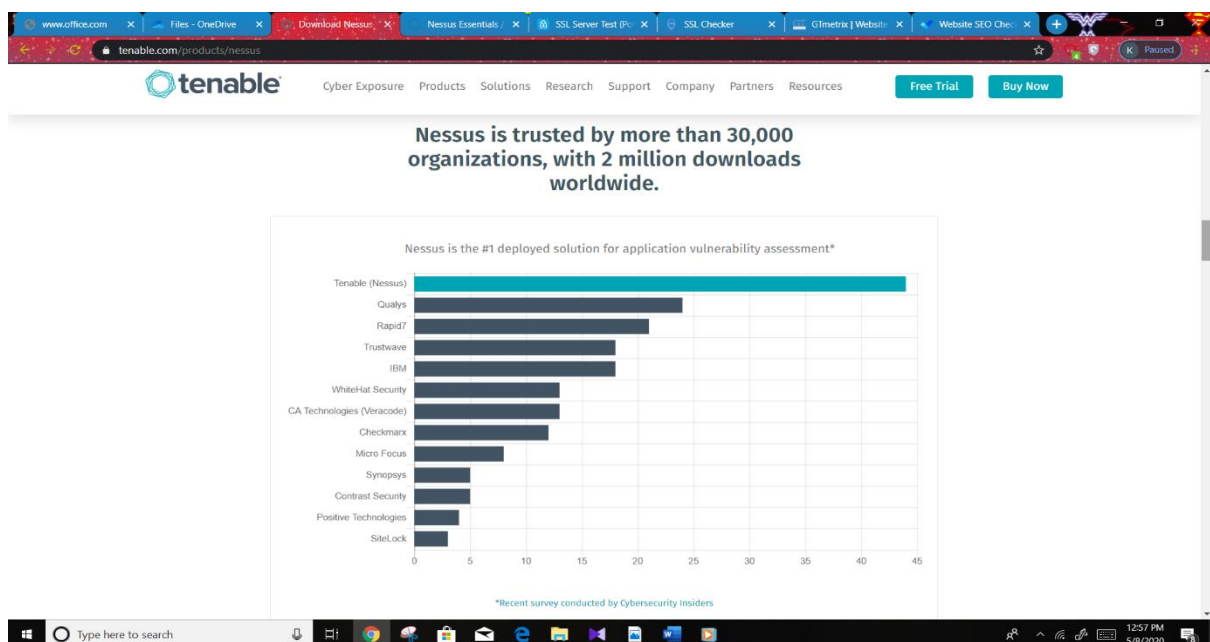 www.office.com
Files - OneDrive
Download Nessus
Nessus Essentials /
SSL Server Test (Po
SSL Checker
GTmetrix | Website
Website SEO Chec
tenable.com/products/nessus
K Paused
tenable
Cyber Exposure Products Solutions Research Support Company Partners Resources
Free Trial
Buy Now
Nessus is trusted by more than 30,000
organizations, with 2 million downloads
worldwide.
Nessus is the #1 deployed solution for application vulnerability assessment*
Tenable (Nessus)
Qualys
Rapid7
Trustwave
IBM
WhiteHat Security
CA Technologies (Veracode)
Checkmarx
Micro Focus
Synopsys
Contrast Security
Positive Technologies
SiteLock
0 5 10 15 20 25 30 35 40 45
*Recent survey conducted by Cybersecurity Insiders
Type here to search
12:57 PM
5/8/2020